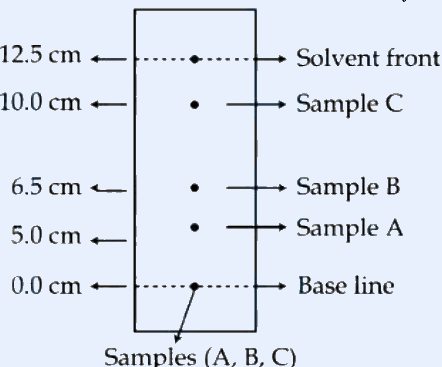 12.5 cm Solvent front
10.0 cm Sample C
6.5 cm Sample B
Sample A
5.0 cm
0.0 cm Base line
Samples (A, B, C)